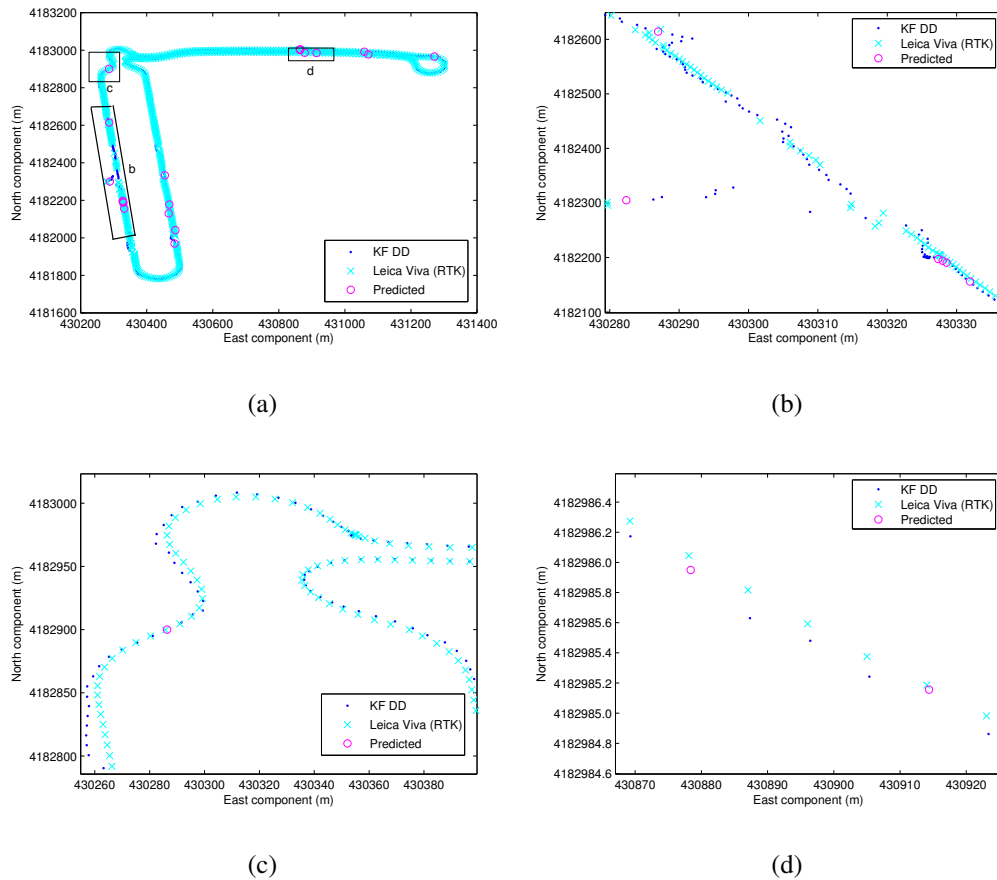 4183200
4183000
4182800
4182600
4182400
4182200
4182000
4181800
4181600
430200 430400 430600 430800 431000 431200 431400
North component (m)
East component (m)
b
c
d
KF DD
Leica Viva (RTK)
Predicted
(a)
4182600
4182500
4182400
4182300
4182200
4182100
430280 430290 430300 430310 430320 430330
North component (m)
East component (m)
KF DD
Leica Viva (RTK)
Predicted
(b)
4183000
4182950
4182900
4182850
4182800
430260 430280 430300 430320 430340 430360 430380
North component (m)
East component (m)
KF DD
Leica Viva (RTK)
Predicted
(c)
4182986.4
4182986.2
4182986.0
4182985.8
4182985.6
4182985.4
4182985.2
4182985.0
4182984.8
4182984.6
430870 430880 430890 430900 430910 430920
North component (m)
East component (m)
KF DD
Leica Viva (RTK)
Predicted
(d)